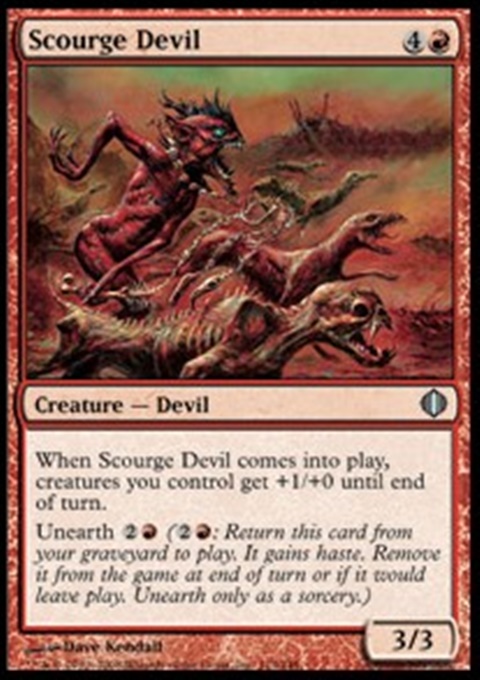 Scourge Devil 4
Creature — Devil
When Scourge Devil comes into play,
creatures you control get +1/+0 until end
of turn.
Unearth 2 (2 : Return this card from
your graveyard to play. It gains haste. Remove
it from the game at end of turn or if it would
leave play. Unearth only as a sorcery.)
Dave Kendall
3/3